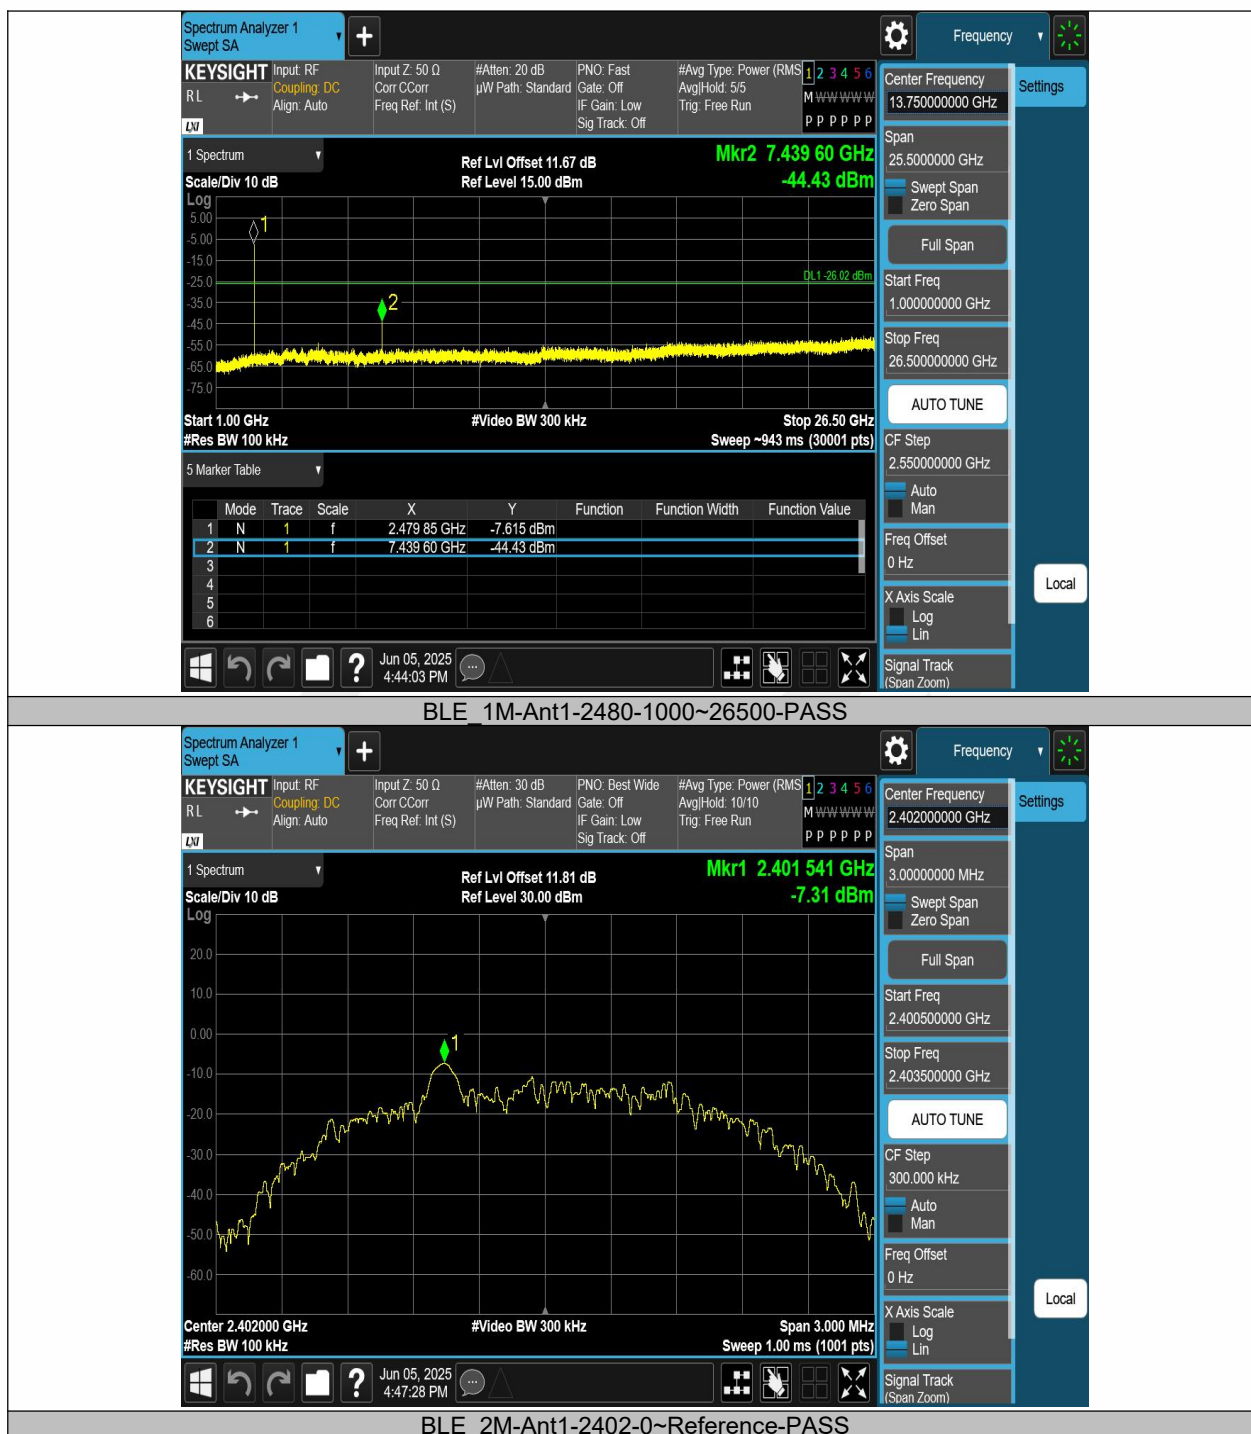 Spectrum Analyzer 1
Swept SA
Frequency
KEYSIGHT
RL
LXI
Input: RF
Coupling: DC
Align: Auto
Input Z: 50 Ω
Corr CCorr
Freq Ref: Int (S)
#Atten: 20 dB
µW Path: Standard
PNO: Fast
Gate: Off
IF Gain: Low
Sig Track: Off
#Avg Type: Power (RMS
Avg|Hold: 5/5
Trig: Free Run
1 2 3 4 5 6
M W W W W W
P P P P P P
1 Spectrum
Scale/Div 10 dB
Log
Ref Lvl Offset 11.67 dB
Ref Level 15.00 dBm
Mkr2 7.439 60 GHz
-44.43 dBm
5.00
-5.00
-15.0
-25.0
-35.0
-45.0
-55.0
-65.0
-75.0
1
2
DL1 -26.02 dBm
Start 1.00 GHz
#Res BW 100 kHz
#Video BW 300 kHz
Stop 26.50 GHz
Sweep ~943 ms (30001 pts)
5 Marker Table
Mode Trace Scale X Y Function Function Width Function Value
1 N 1 f 2.479 85 GHz -7.615 dBm
2 N 1 f 7.439 60 GHz -44.43 dBm
3
4
5
6
Jun 05, 2025
4:44:03 PM
Center Frequency
13.750000000 GHz
Settings
Span
25.5000000 GHz
Swept Span
Zero Span
Full Span
Start Freq
1.000000000 GHz
Stop Freq
26.500000000 GHz
AUTO TUNE
CF Step
2.550000000 GHz
Auto
Man
Freq Offset
0 Hz
Local
X Axis Scale
Log
Lin
Signal Track
(Span Zoom)
BLE_1M-Ant1-2480-1000~26500-PASS
Spectrum Analyzer 1
Swept SA
Frequency
KEYSIGHT
RL
LXI
Input: RF
Coupling: DC
Align: Auto
Input Z: 50 Ω
Corr CCorr
Freq Ref: Int (S)
#Atten: 30 dB
µW Path: Standard
PNO: Best Wide
Gate: Off
IF Gain: Low
Sig Track: Off
#Avg Type: Power (RMS
Avg|Hold: 10/10
Trig: Free Run
1 2 3 4 5 6
M W W W W W
P P P P P P
1 Spectrum
Scale/Div 10 dB
Log
Ref Lvl Offset 11.81 dB
Ref Level 30.00 dBm
Mkr1 2.401 541 GHz
-7.31 dBm
20.0
10.0
0.00
-10.0
-20.0
-30.0
-40.0
-50.0
-60.0
1
Center 2.402000 GHz
#Res BW 100 kHz
#Video BW 300 kHz
Span 3.000 MHz
Sweep 1.00 ms (1001 pts)
Jun 05, 2025
4:47:28 PM
Center Frequency
2.402000000 GHz
Settings
Span
3.00000000 MHz
Swept Span
Zero Span
Full Span
Start Freq
2.400500000 GHz
Stop Freq
2.403500000 GHz
AUTO TUNE
CF Step
300.000 kHz
Auto
Man
Freq Offset
0 Hz
Local
X Axis Scale
Log
Lin
Signal Track
(Span Zoom)
BLE_2M-Ant1-2402-0~Reference-PASS